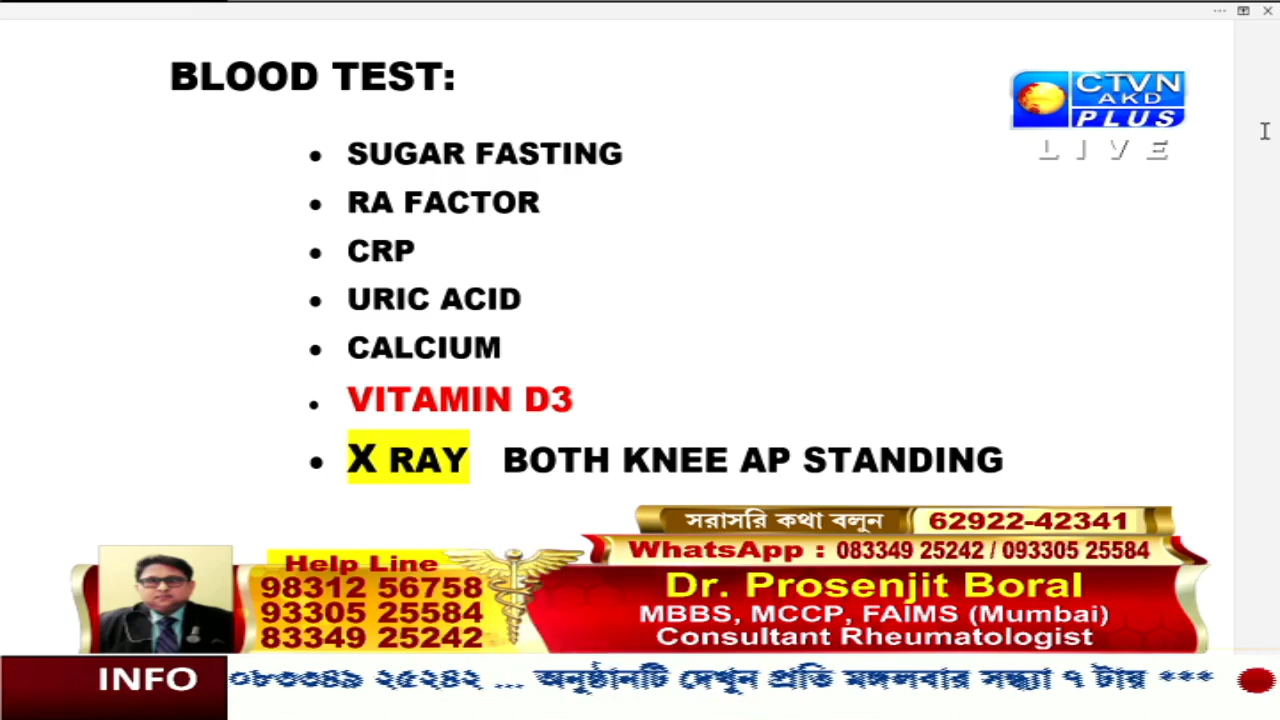 BLOOD TEST:
CTVN
AKD
PLUS
LIVE
• SUGAR FASTING
• RA FACTOR
• CRP
• URIC ACID
• CALCIUM
• VITAMIN D3
• X RAY BOTH KNEE AP STANDING
সরাসরি কথা বলুন 62922-42341
WhatsApp : 083349 25242 / 093305 25584
Help Line
98312 56758
93305 25584
83349 25242
Dr. Prosenjit Boral
MBBS, MCCP, FAIMS (Mumbai)
Consultant Rheumatologist
INFO ০৮৩৩৪৯ ২৫২৪২ ... অনুষ্ঠানটি দেখুন প্রতি মঙ্গলবার সন্ধ্যা ৭ টার ***